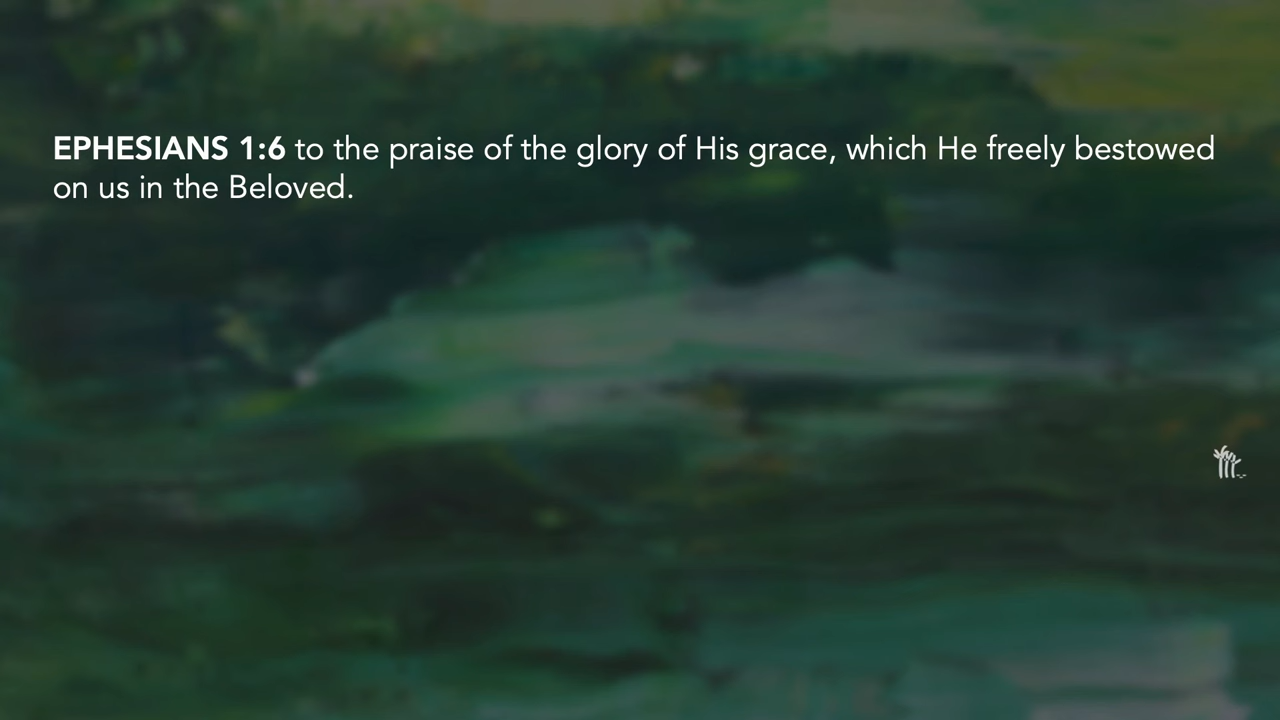 EPHESIANS 1:6 to the praise of the glory of His grace, which He freely bestowed
on us in the Beloved.